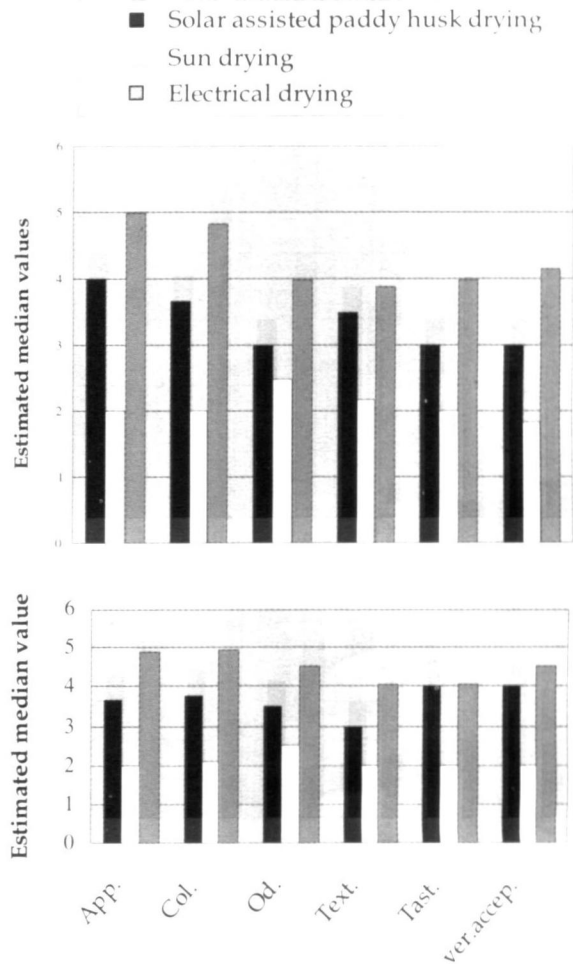 Solar assisted paddy husk drying
Sun drying
Electrical drying
Estimated median values
6
5
4
3
2
1
0
Estimated median value
6
5
4
3
2
1
0
App.
Col.
Od.
Text.
Tast.
ver.accep.